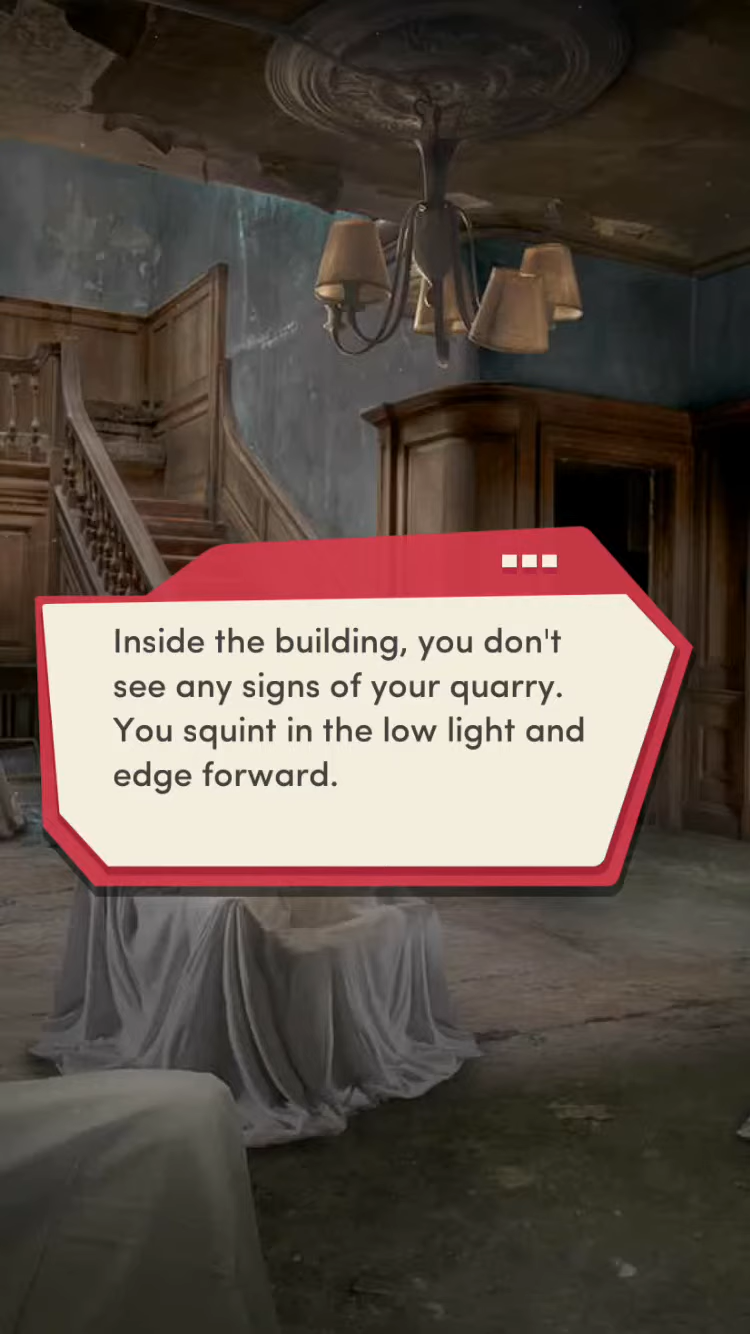 Inside the building, you don't
see any signs of your quarry.
You squint in the low light and
edge forward.